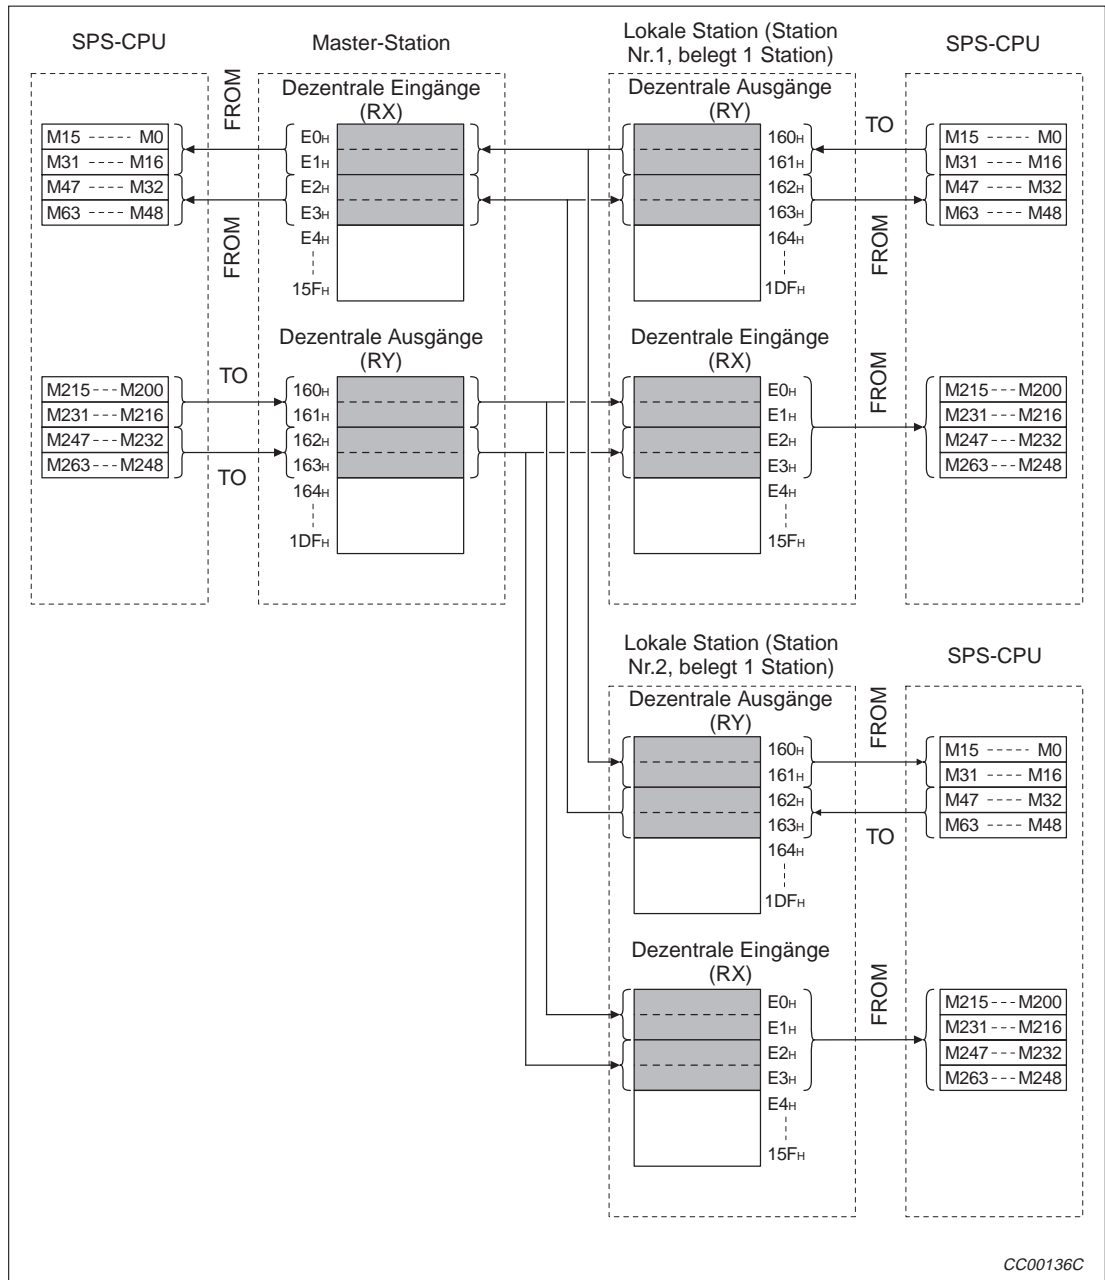 SPS-CPU
Master-Station
Lokale Station (Station
Nr.1, belegt 1 Station)
SPS-CPU
FROM
Dezentrale Eingänge
(RX)
Dezentrale Ausgänge
(RY)
TO
M15 ----- M0
M31 ---- M16
M47 ---- M32
M63 ---- M48
E0H
E1H
E2H
E3H
E4H
15FH
160H
161H
162H
163H
164H
1DFH
M15 ----- M0
M31 ---- M16
M47 ---- M32
M63 ---- M48
FROM
FROM
Dezentrale Ausgänge
(RY)
Dezentrale Eingänge
(RX)
TO
FROM
M215---M200
M231---M216
M247---M232
M263---M248
TO
160H
161H
162H
163H
164H
1DFH
E0H
E1H
E2H
E3H
E4H
15FH
M215---M200
M231---M216
M247---M232
M263---M248
Lokale Station (Station
Nr.2, belegt 1 Station)
SPS-CPU
Dezentrale Ausgänge
(RY)
FROM
160H
161H
162H
163H
164H
1DFH
M15 ----- M0
M31 ---- M16
M47 ---- M32
M63 ---- M48
TO
Dezentrale Eingänge
(RX)
FROM
E0H
E1H
E2H
E3H
E4H
15FH
M215---M200
M231---M216
M247---M232
M263---M248
CC00136C